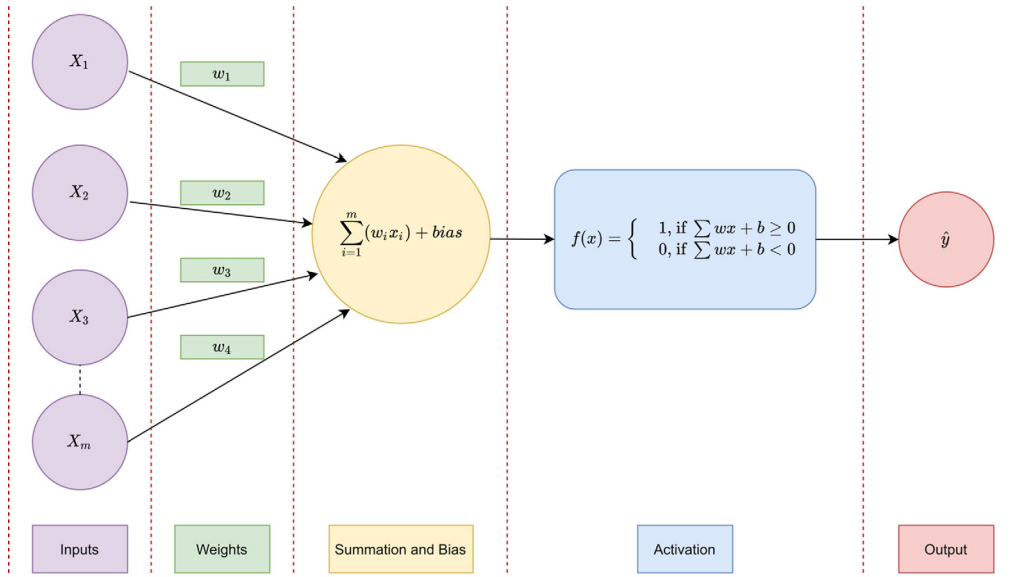 X₁
w₁
X₂
w₂
X₃
w₃
w₄
Xₘ
∑ᵢ₌₁ᵐ(wᵢxᵢ) + bias
f(x) = {
1, if ∑ wx + b ≥ 0
0, if ∑ wx + b < 0
ŷ
Inputs
Weights
Summation and Bias
Activation
Output